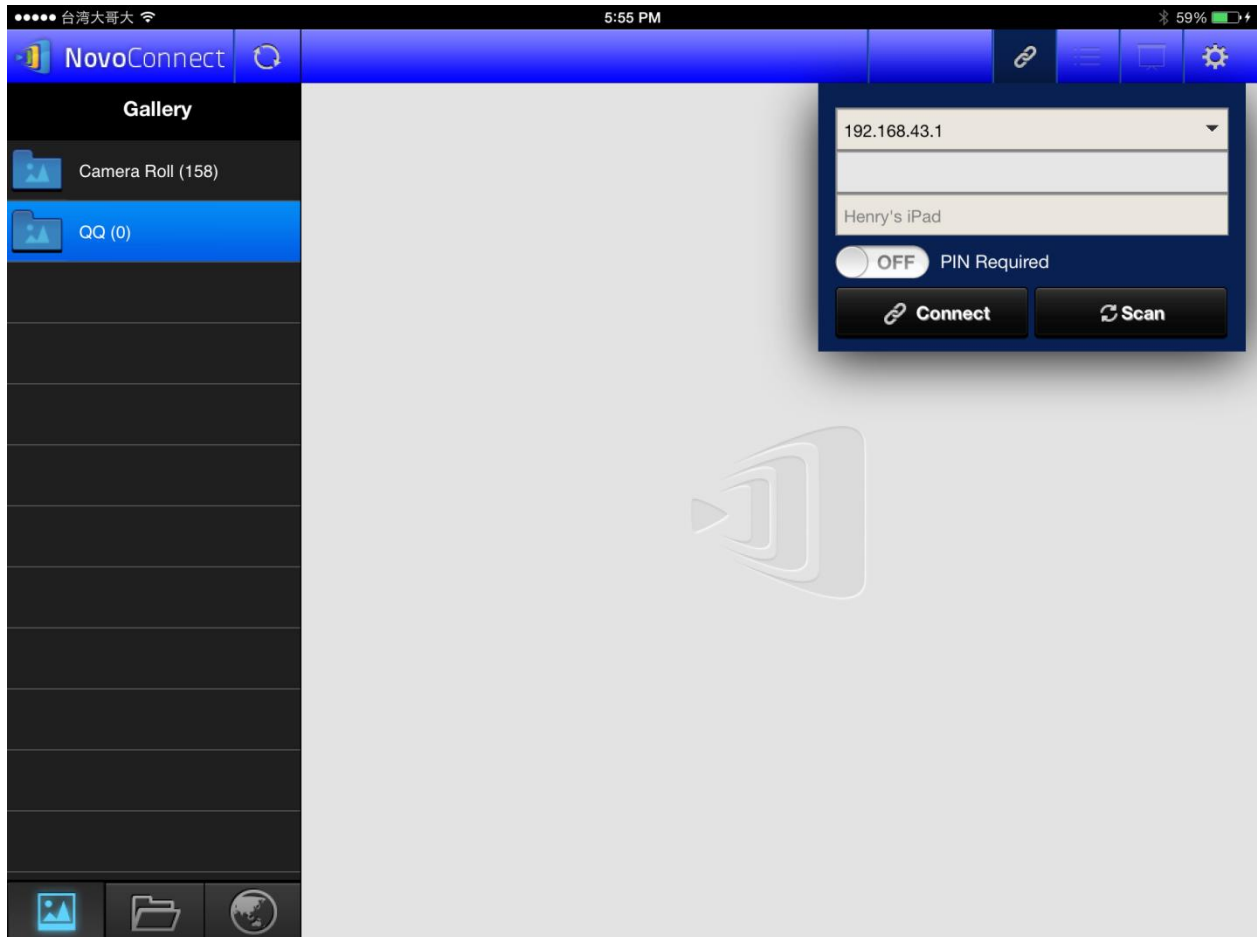 ●●●●● 台湾大哥大
5:55 PM
59%
NovoConnect
Gallery
Camera Roll (158)
QQ (0)
192.168.43.1
Henry's iPad
OFF PIN Required
Connect
Scan